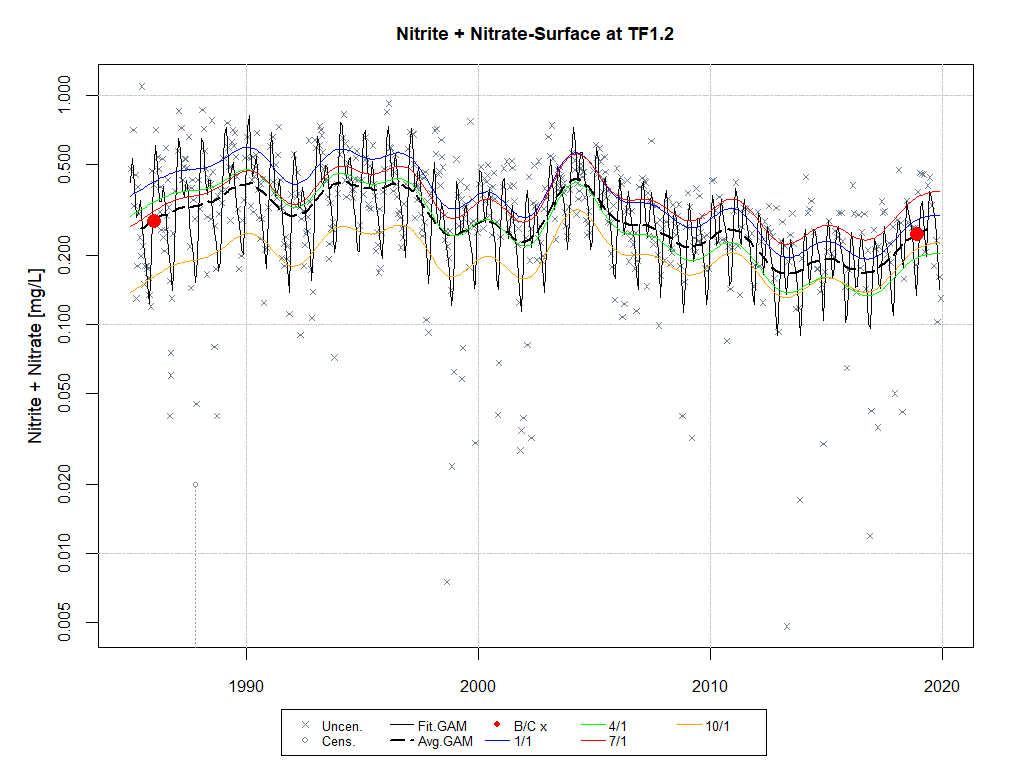 Nitrite + Nitrate-Surface at TF1.2
Nitrite + Nitrate [mg/L]
1.000
0.500
0.200
0.100
0.050
0.020
0.010
0.005
1990 2000 2010 2020
Uncen. Fit.GAM B/C x 4/1 10/1
Cens. Avg.GAM 1/1 7/1